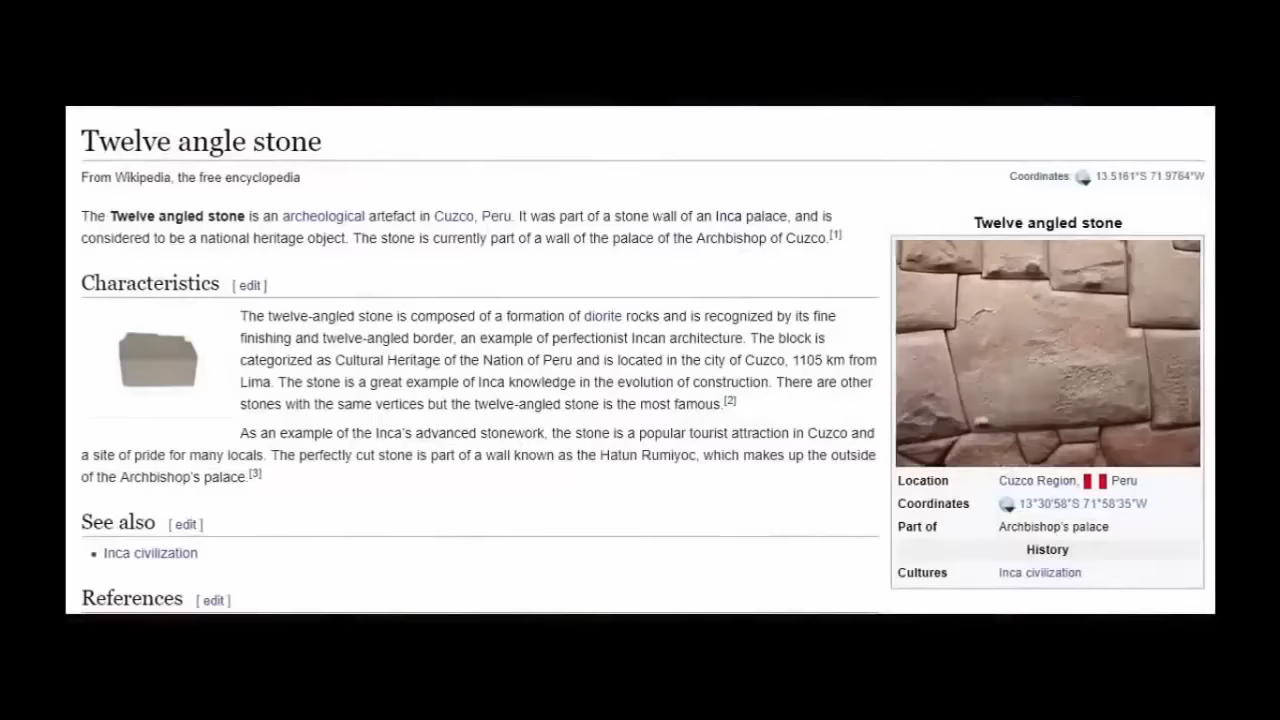 Twelve angle stone
From Wikipedia, the free encyclopedia
Coordinates: 13.5161°S 71.9764°W
The Twelve angled stone is an archeological artefact in Cuzco, Peru. It was part of a stone wall of an Inca palace, and is
considered to be a national heritage object. The stone is currently part of a wall of the palace of the Archbishop of Cuzco.[1]
Characteristics [ edit ]
The twelve-angled stone is composed of a formation of diorite rocks and is recognized by its fine
finishing and twelve-angled border, an example of perfectionist Incan architecture. The block is
categorized as Cultural Heritage of the Nation of Peru and is located in the city of Cuzco, 1105 km from
Lima. The stone is a great example of Inca knowledge in the evolution of construction. There are other
stones with the same vertices but the twelve-angled stone is the most famous.[2]
As an example of the Inca's advanced stonework, the stone is a popular tourist attraction in Cuzco and
a site of pride for many locals. The perfectly cut stone is part of a wall known as the Hatun Rumiyoc, which makes up the outside
of the Archbishop's palace.[3]
See also [ edit ]
• Inca civilization
References [ edit ]
Twelve angled stone
Location Cuzco Region, Peru
Coordinates 13°30′58″S 71°58′35″W
Part of Archbishop's palace
History
Cultures Inca civilization